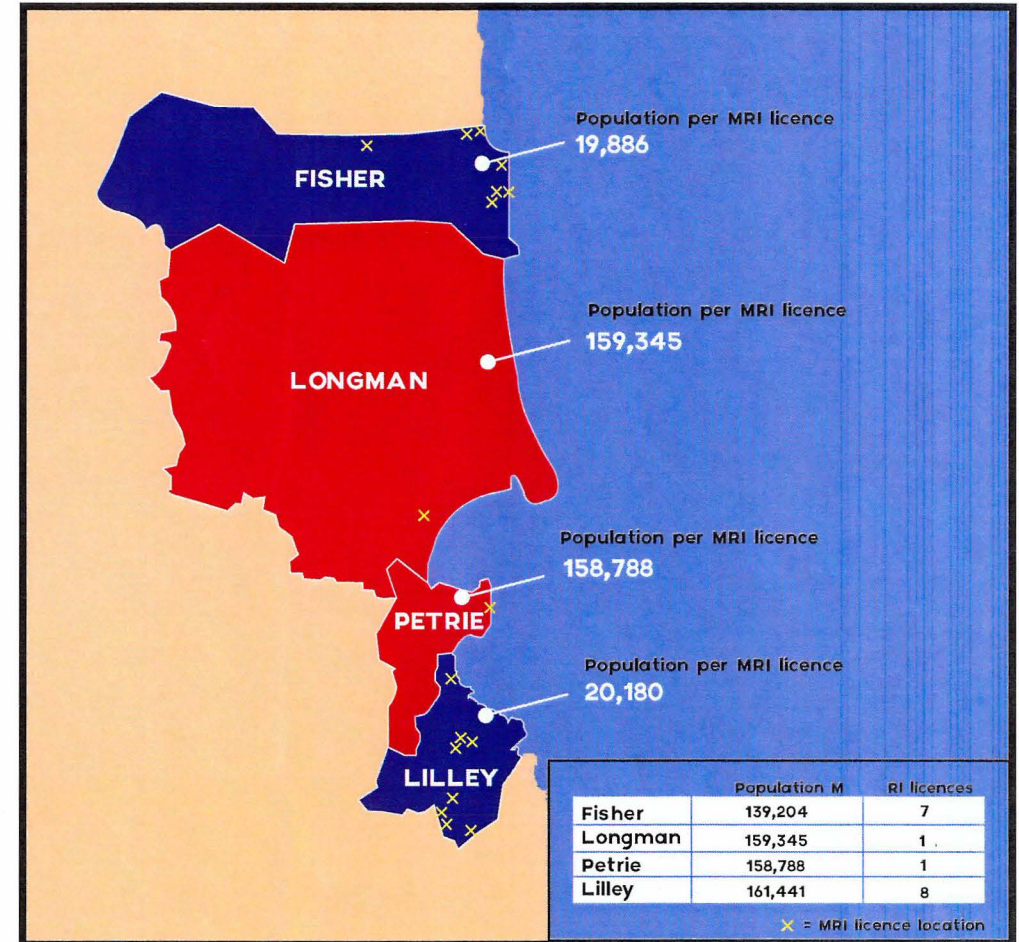 Population per MRI licence
19,886
FISHER
Population per MRI licence
159,345
LONGMAN
Population per MRI licence
158,788
PETRIE
Population per MRI licence
20,180
LILLEY
Population M RI licences
Fisher 139,204 7
Longman 159,345 1
Petrie 158,788 1
Lilley 161,441 8
× = MRI licence location